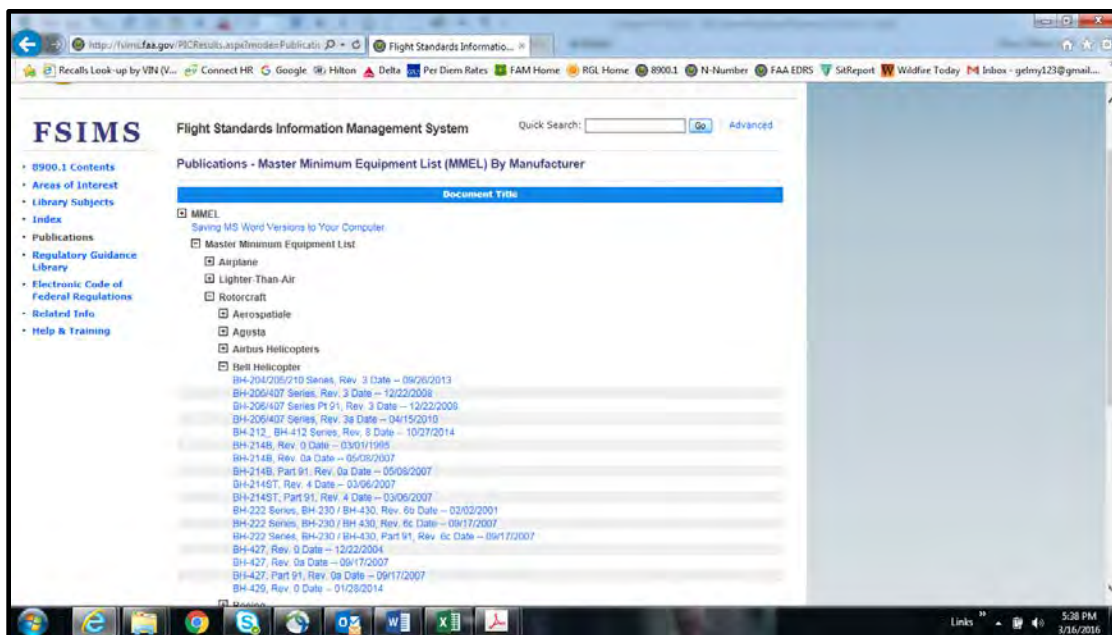 http://fsims.faa.gov/PICResults.aspx?mode=Publicatio
Flight Standards Informatio...
Recalls Look-up by VIN (V... Connect HR Google Hilton Delta Per Diem Rates FAM Home RGL Home 8900.1 N-Number FAA EDRS SitReport Wildfire Today Inbox - gelmy123@gmail....
FSIMS
Flight Standards Information Management System
Quick Search: Go Advanced
8900.1 Contents
Areas of Interest
Library Subjects
Index
Publications
Regulatory Guidance
Library
Electronic Code of
Federal Regulations
Related Info
Help & Training
Publications - Master Minimum Equipment List (MMEL) By Manufacturer
Document Title
MMEL
Saving MS Word Versions to Your Computer
Master Minimum Equipment List
Airplane
Lighter-Than-Air
Rotorcraft
Aerospatiale
Agusta
Airbus Helicopters
Bell Helicopter
BH-204/205/210 Series, Rev. 3 Date -- 09/26/2013
BH-206/407 Series, Rev. 3 Date -- 12/22/2008
BH-206/407 Series Pt 91, Rev. 3 Date -- 12/22/2008
BH-206/407 Series, Rev. 3a Date -- 04/15/2010
BH-212_ BH-412 Series, Rev. 8 Date -- 10/27/2014
BH-214B, Rev. 0 Date -- 03/01/1995
BH-214B, Rev. 0a Date -- 05/08/2007
BH-214B, Part 91, Rev. 0a Date -- 05/08/2007
BH-214ST, Rev. 4 Date -- 03/06/2007
BH-214ST, Part 91, Rev. 4 Date -- 03/06/2007
BH-222 Series, BH-230 / BH-430, Rev. 6b Date -- 02/02/2001
BH-222 Series, BH-230 / BH 430, Rev. 6c Date -- 09/17/2007
BH-222 Series, BH-230 / BH-430, Part 91, Rev. 6c Date -- 09/17/2007
BH-427, Rev. 0 Date -- 12/22/2004
BH-427, Rev. 0a Date -- 09/17/2007
BH-427, Part 91, Rev. 0a Date -- 09/17/2007
BH-429, Rev. 0 Date -- 01/28/2014
Links
5:38 PM
3/16/2016